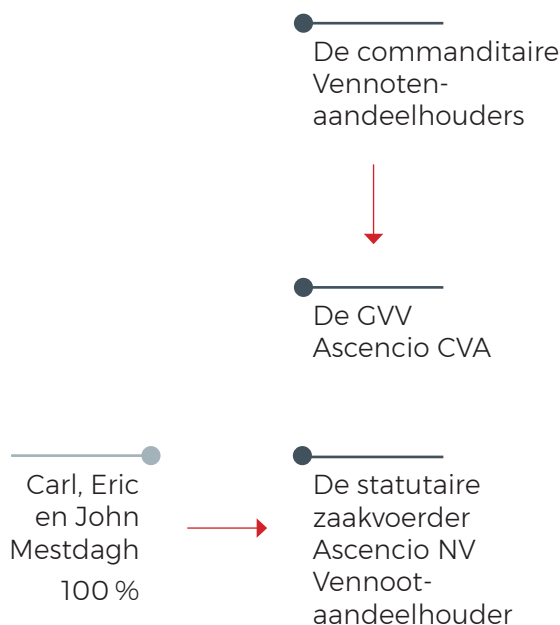 De commanditaire
Vennoten-
aandeelhouders
De GVV
Ascencio CVA
Carl, Eric
en John
Mestdagh
100 %
De statutaire
zaakvoerder
Ascencio NV
Vennoot-
aandeelhouder